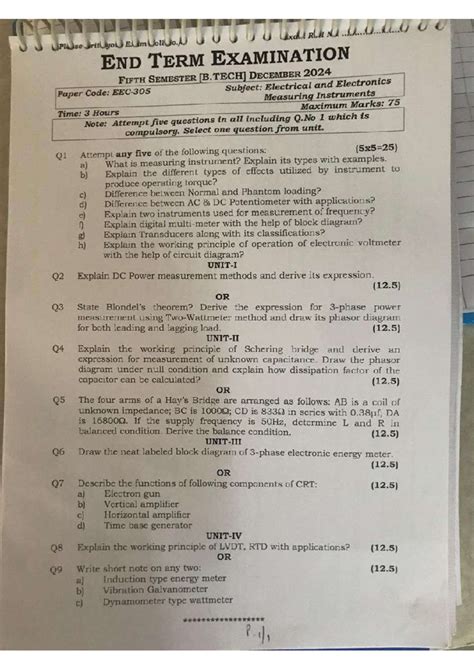 Please write your Exam Roll No.) Exam Roll No.
END TERM EXAMINATION
FIFTH SEMESTER [B.TECH] DECEMBER 2024
Paper Code: EEC-305 Subject: Electrical and Electronics
Measuring Instruments
Time: 3 Hours Maximum Marks: 75
Note: Attempt five questions in all including Q.No 1 which is
compulsory. Select one question from unit.
Q1 Attempt any five of the following questions: (5x5=25)
a) What is measuring instrument? Explain its types with examples.
b) Explain the different types of effects utilized by instrument to
produce operating torque?
c) Difference between Normal and Phantom loading?
d) Difference between AC & DC Potentiometer with applications?
e) Explain two instruments used for measurement of frequency?
f) Explain digital multi-meter with the help of block diagram?
g) Explain Transducers along with its classifications?
h) Explain the working principle of operation of electronic voltmeter
with the help of circuit diagram?
UNIT-I
Q2 Explain DC Power measurement methods and derive its expression.
(12.5)
OR
Q3 State Blondel's theorem? Derive the expression for 3-phase power
measurement using Two-Wattmeter method and draw its phasor diagram
for both leading and lagging load. (12.5)
UNIT-II
Q4 Explain the working principle of Schering bridge and derive an
expression for measurement of unknown capacitance. Draw the phasor
diagram under null condition and explain how dissipation factor of the
capacitor can be calculated? (12.5)
OR
Q5 The four arms of a Hay's Bridge are arranged as follows: AB is a coil of
unknown impedance; BC is 1000Ω; CD is 833Ω in series with 0.38μf, DA
is 16800Ω. If the supply frequency is 50Hz, determine L and R in
balanced condition. Derive the balance condition. (12.5)
UNIT-III
Q6 Draw the neat labeled block diagram of 3-phase electronic energy meter.
(12.5)
OR
Q7 Describe the functions of following components of CRT: (12.5)
a) Electron gun
b) Vertical amplifier
c) Horizontal amplifier
d) Time base generator
UNIT-IV
Q8 Explain the working principle of LVDT, RTD with applications? (12.5)
OR
Q9 Write short note on any two: (12.5)
a) Induction type energy meter
b) Vibration Galvanometer
c) Dynamometer type wattmeter
******************
P-1/1